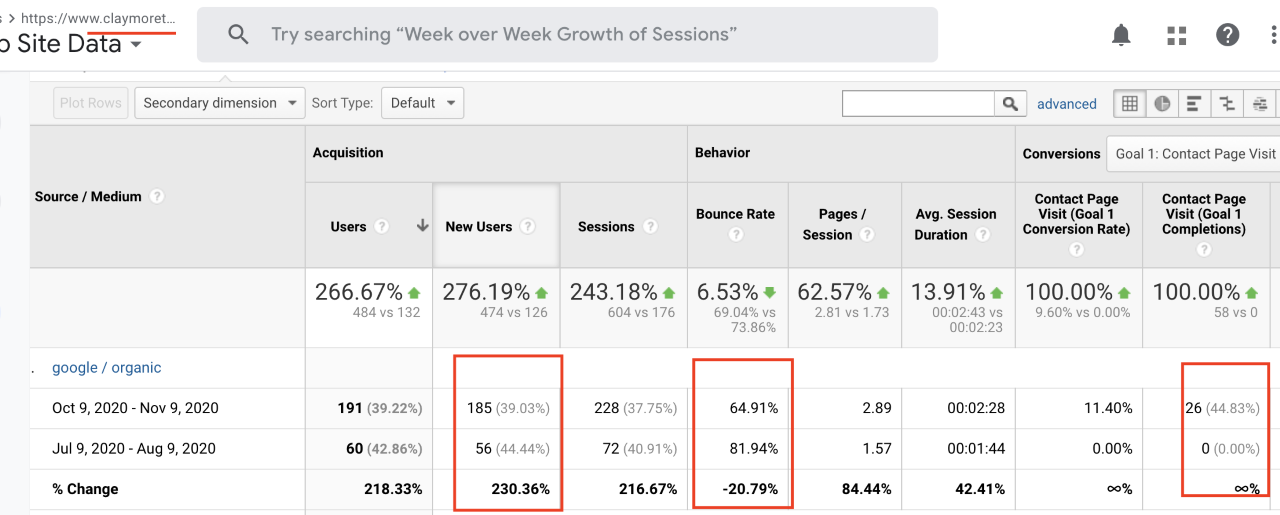 s > https://www.claymoret...
Site Data
Try searching “Week over Week Growth of Sessions”
Plot Rows Secondary dimension Sort Type: Default advanced
Acquisition Behavior Conversions Goal 1: Contact Page Visit
Source / Medium ?
Users ? New Users ? Sessions ? Bounce Rate ? Pages / Session ? Avg. Session Duration ? Contact Page Visit (Goal 1 Conversion Rate) ? Contact Page Visit (Goal 1 Completions) ?
266.67% 276.19% 243.18% 6.53% 62.57% 13.91% 100.00% 100.00%
484 vs 132 474 vs 126 604 vs 176 69.04% vs 73.86% 2.81 vs 1.73 00:02:43 vs 00:02:23 9.60% vs 0.00% 58 vs 0
. google / organic
Oct 9, 2020 - Nov 9, 2020 191 (39.22%) 185 (39.03%) 228 (37.75%) 64.91% 2.89 00:02:28 11.40% 26 (44.83%)
Jul 9, 2020 - Aug 9, 2020 60 (42.86%) 56 (44.44%) 72 (40.91%) 81.94% 1.57 00:01:44 0.00% 0 (0.00%)
% Change 218.33% 230.36% 216.67% -20.79% 84.44% 42.41% ∞% ∞%